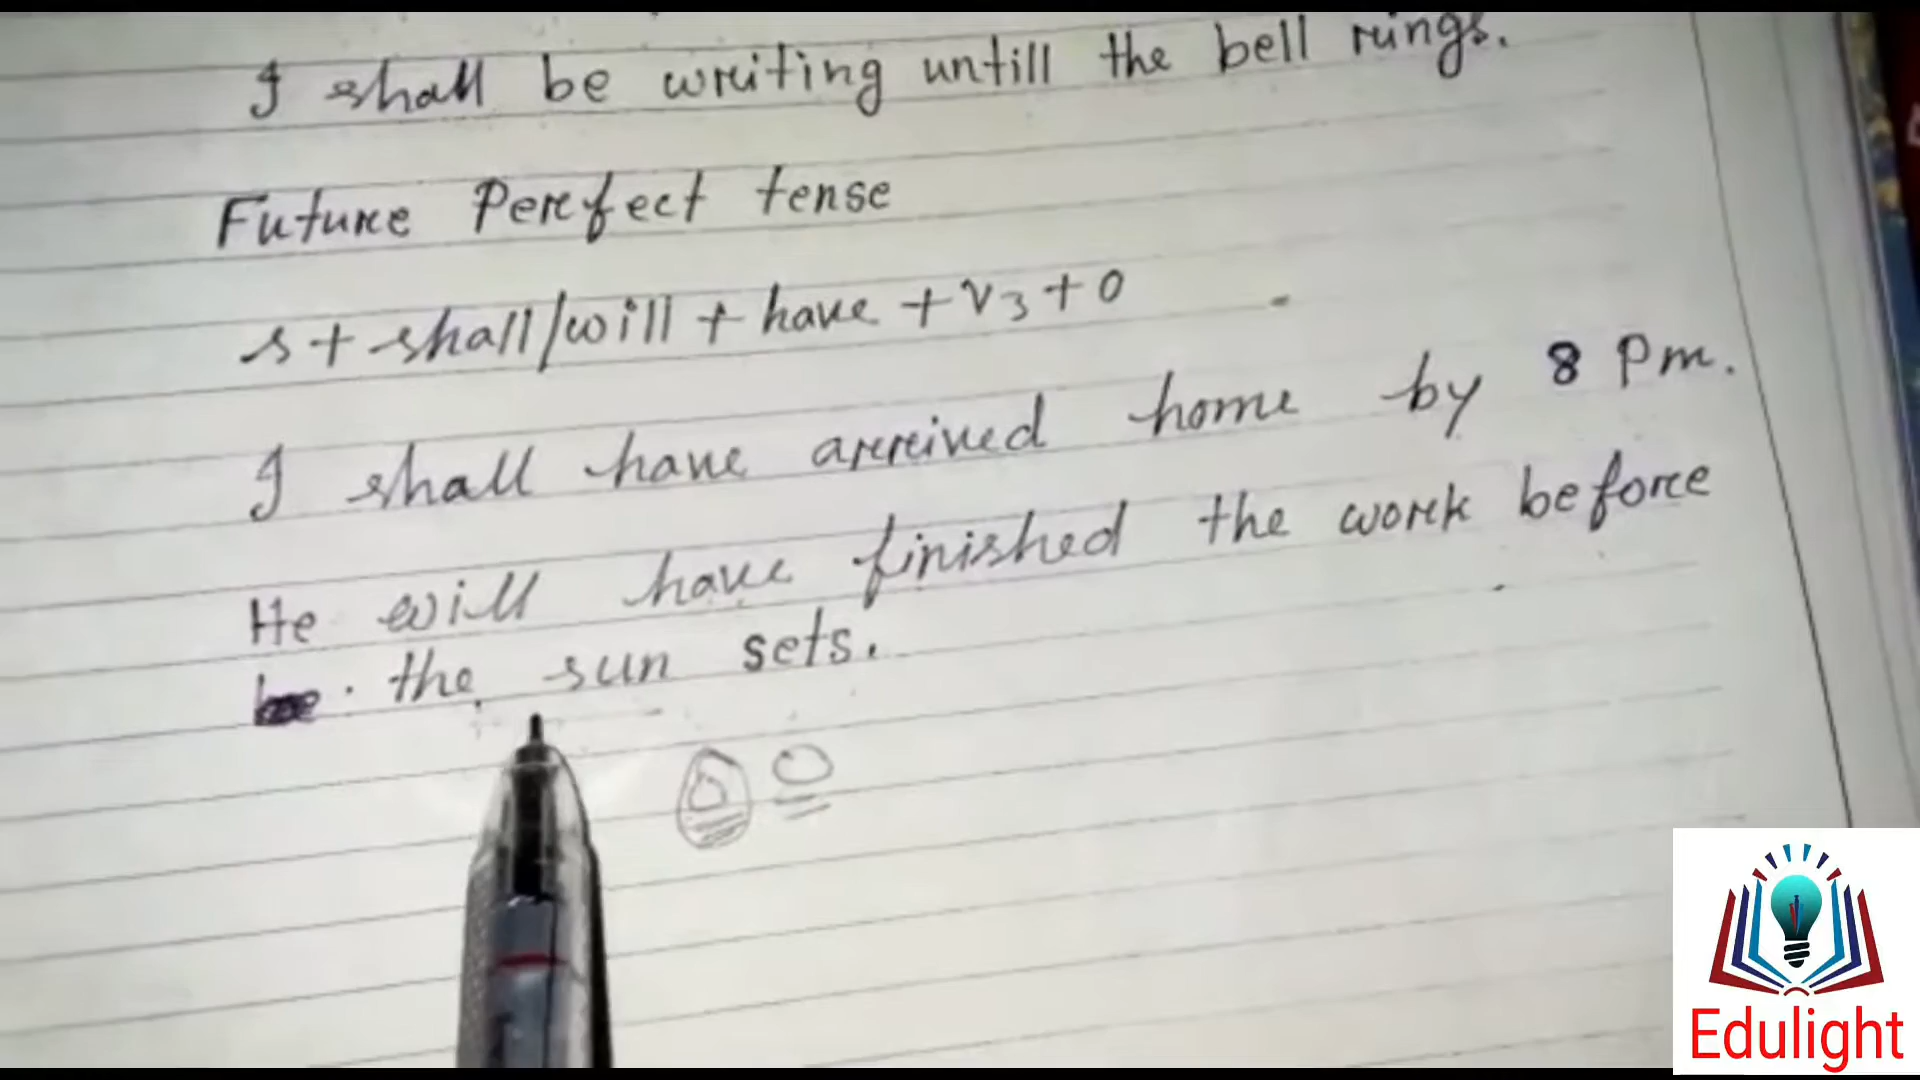 I shall be writing untill the bell rings.
Future Perfect tense
s + shall/will + have + V3 + O
I shall have arrived home by 8 Pm.
He will have finished the work before
the sun sets.
Edulight